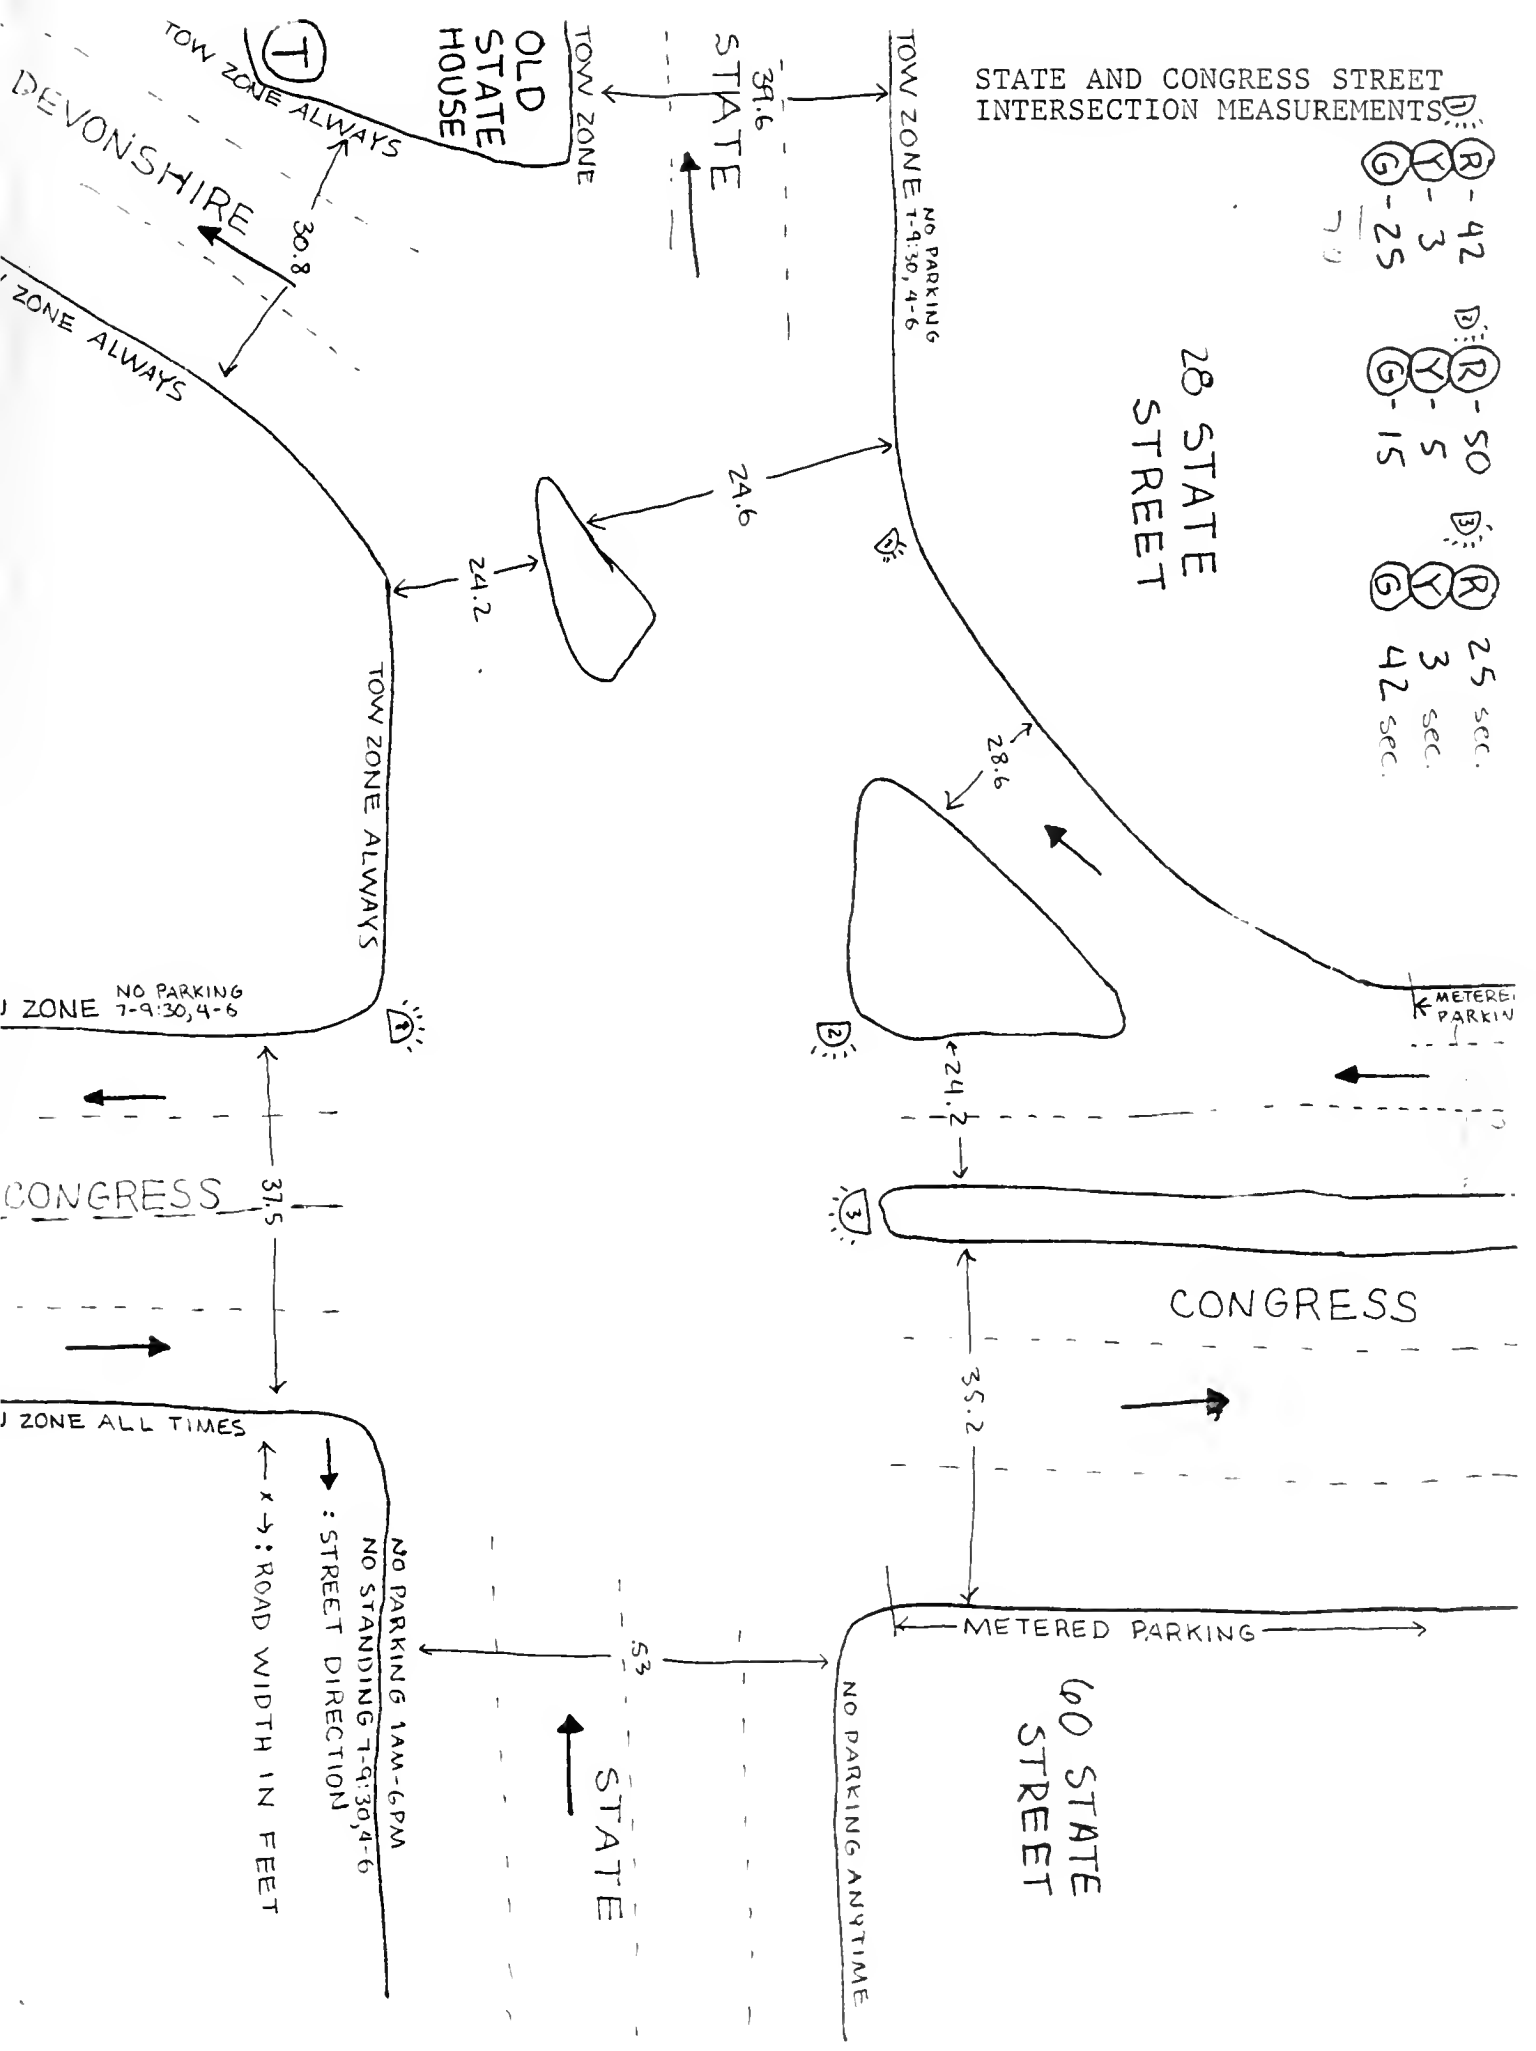 STATE AND CONGRESS STREET
INTERSECTION MEASUREMENTS
1
R - 42
Y - 3
G - 25
2
R - 50
Y - 5
G - 15
3
R 25 sec.
Y 3 sec.
G 42 sec.
TOW ZONE ALWAYS
T
OLD
STATE
HOUSE
TOW ZONE
STATE
39.6
TOW ZONE
NO PARKING
7-9:30, 4-6
DEVONSHIRE
30.8
ZONE ALWAYS
28 STATE
STREET
24.6
24.2
28.6
TOW ZONE ALWAYS
ZONE
NO PARKING
7-9:30, 4-6
2
3
24.2
CONGRESS
37.5
CONGRESS
35.2
ZONE ALL TIMES
: STREET DIRECTION
← x → : ROAD WIDTH IN FEET
NO PARKING 1AM-6PM
NO STANDING 7-9:30, 4-6
53
STATE
METERED PARKING
NO PARKING ANYTIME
60 STATE
STREET